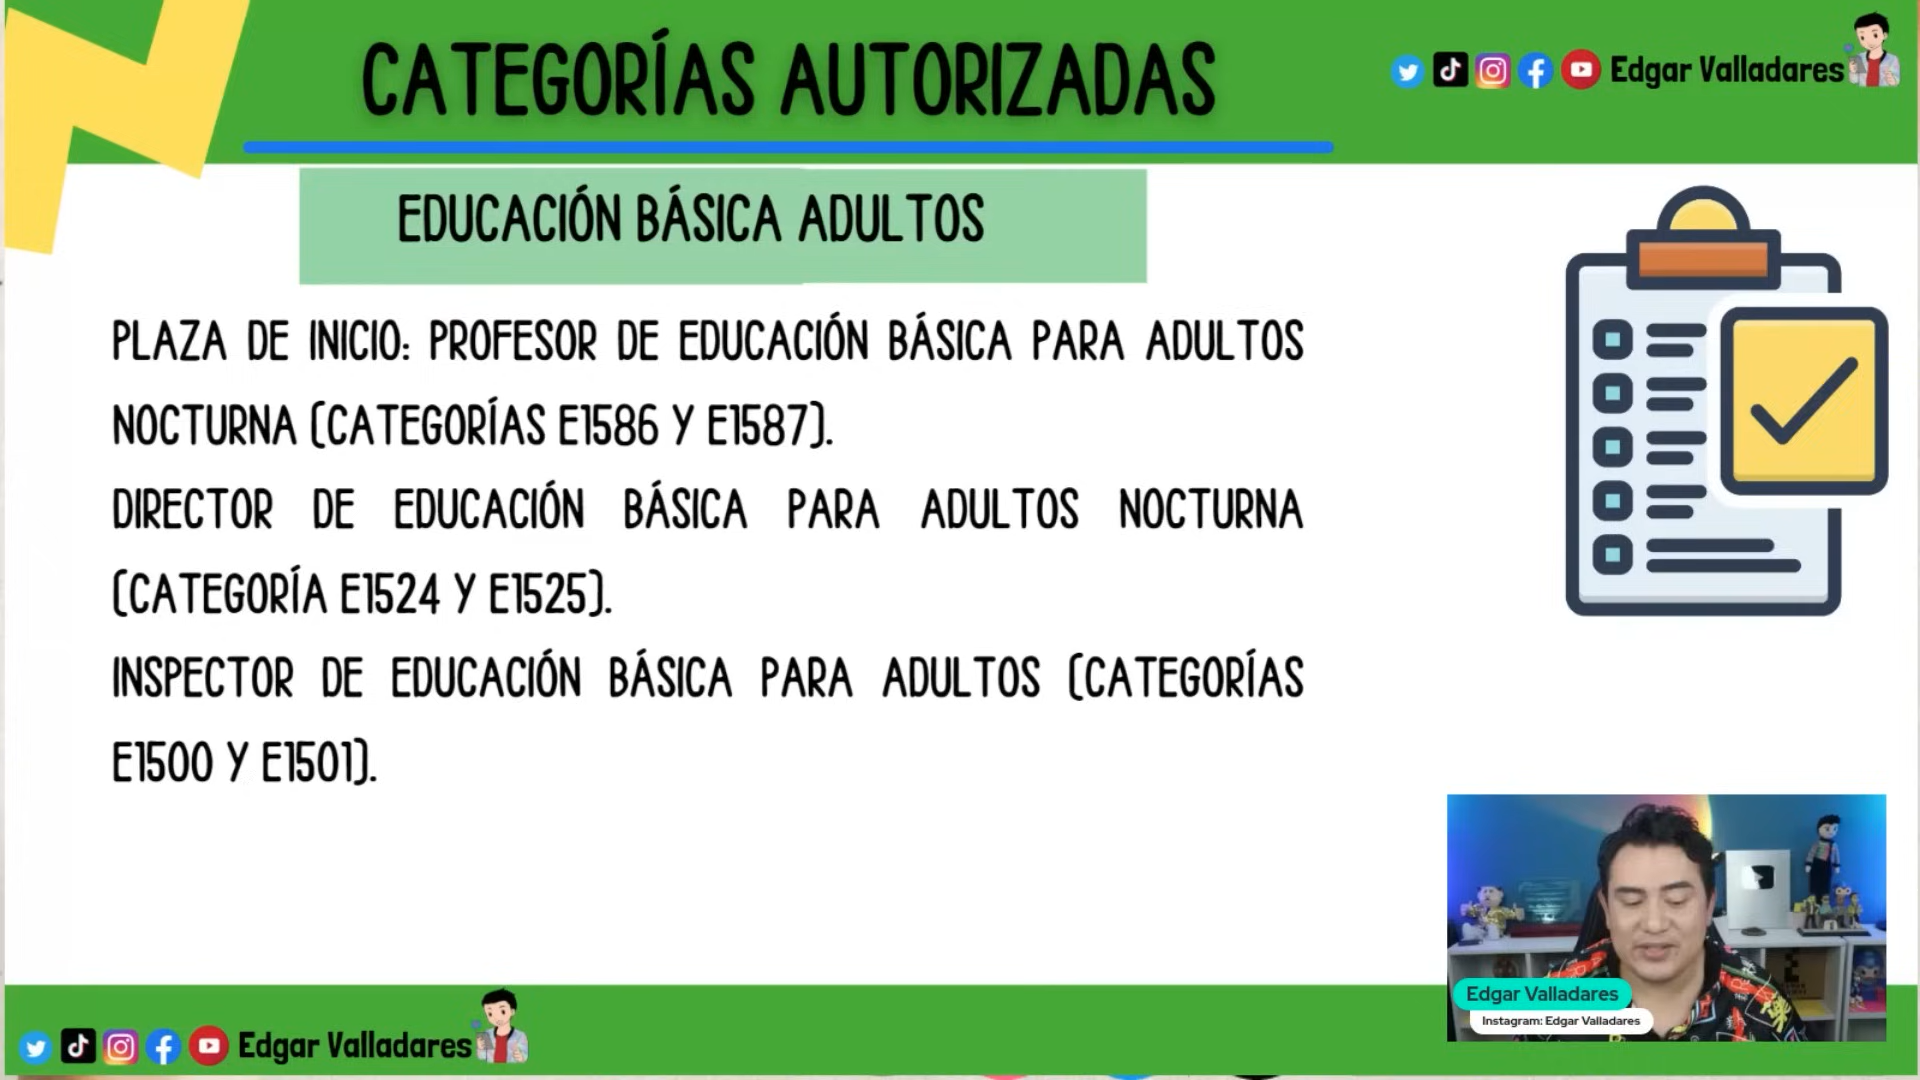 CATEGORÍAS AUTORIZADAS
Edgar Valladares
EDUCACIÓN BÁSICA ADULTOS
PLAZA DE INICIO: PROFESOR DE EDUCACIÓN BÁSICA PARA ADULTOS
NOCTURNA (CATEGORÍAS E1586 Y E1587).
DIRECTOR DE EDUCACIÓN BÁSICA PARA ADULTOS NOCTURNA
(CATEGORÍA E1524 Y E1525).
INSPECTOR DE EDUCACIÓN BÁSICA PARA ADULTOS (CATEGORÍAS
E1500 Y E1501).
Edgar Valladares
Instagram: Edgar Valladares
Edgar Valladares